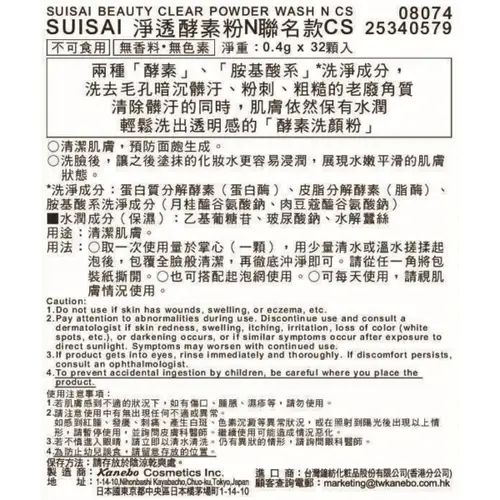 SUISAI BEAUTY CLEAR POWDER WASH N CS
08074
SUISAI 淨透酵素粉N聯名款CS 25340579
不可食用 無香料・無色素 淨重：0.4g x 32顆入
兩種「酵素」、「胺基酸系」*洗淨成分，
洗去毛孔暗沉髒汙、粉刺、粗糙的老廢角質
清除髒汙的同時，肌膚依然保有水潤
輕鬆洗出透明感的「酵素洗顏粉」
○清潔肌膚，預防面皰生成。
○洗臉後，讓之後塗抹的化妝水更容易浸潤，展現水嫩平滑的肌膚
狀態。
*洗淨成分：蛋白質分解酵素（蛋白酶）、皮脂分解酵素（脂酶）、
胺基酸系洗淨成分（月桂醯谷氨酸鈉、肉豆蔻醯谷氨酸鈉）
■水潤成分（保濕）：乙基葡糖苷、玻尿酸鈉、水解蠶絲
用途：清潔肌膚。
用法：○取一次使用量於掌心（一顆），用少量清水或溫水搓揉起
泡後，包覆全臉般清潔，再徹底沖淨即可。請從任一角將包
裝紙撕開。○也可搭配起泡網使用。○可每天使用，請視肌
膚情況使用。
Caution:
1.Do not use if skin has wounds, swelling, or eczema, etc.
2.Pay attention to abnormalities during use. Discontinue use and consult a
dermatologist if skin redness, swelling, itching, irritation, loss of color (white
spots, etc.), or darkening occurs, or if similar symptoms occur after exposure to
direct sunlight. Symptoms may worsen with continued use.
3.If product gets into eyes, rinse immediately and thoroughly. If discomfort persists,
consult an ophthalmologist.
4.To prevent accidental ingestion by children, be careful where you place the
product.
使用注意事項：
1.若肌膚感到不適的狀況下，如有傷口、腫脹、濕疹等，請勿使用。
2.請注意使用中有無出現任何不適或異常。
如感到紅腫、發癢、刺痛、產生白斑、色素沉澱等異常狀況，或在照射到陽光後出現以上情
形，請暫停使用，並詢問皮膚科醫師。繼續使用可能造成情況惡化。
3.若不慎進入眼睛，請立即以清水清洗。仍有異狀的情形，請詢問眼科醫師。
4.為防止幼兒誤食，請留意存放的位置。
保存方法：請存放於陰涼乾爽處。
製造商：Kanebo Cosmetics Inc.
進口商：台灣鐘紡化粧品股份有限公司(香港分公司)
地址：1-14-10,Nihonbashi Kayabacho,Chuo-ku,Tokyo,Japan
市售：twkanebo.com
日本國東京都中央區日本橋茅場町1-14-10